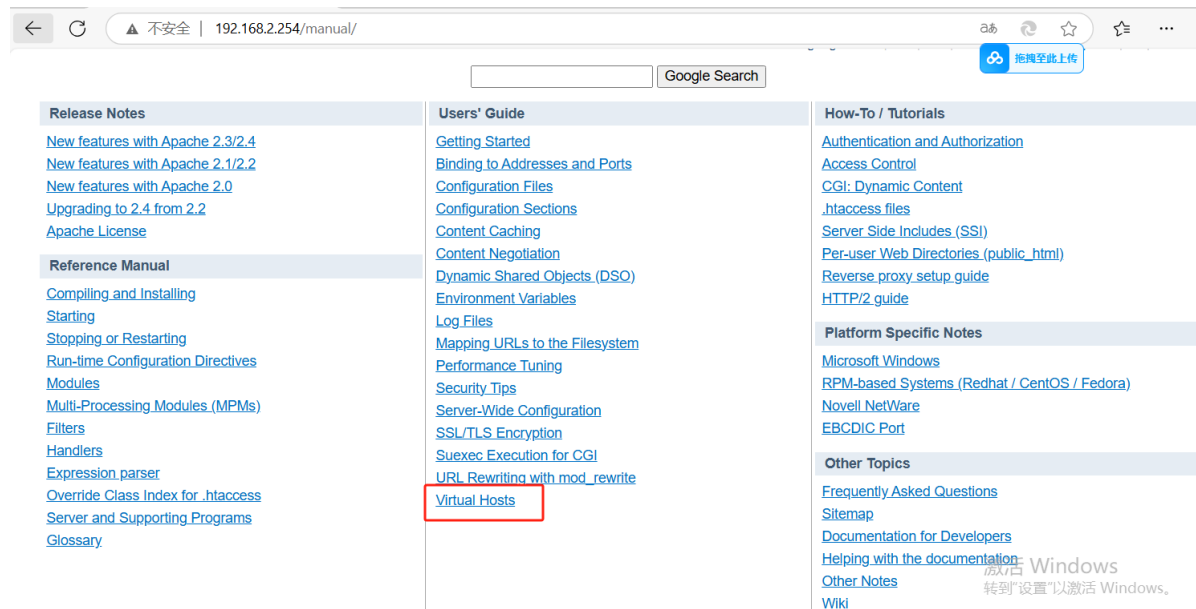 不安全 | 192.168.2.254/manual/
aあ
拖拽至此上传
Google Search
Release Notes
New features with Apache 2.3/2.4
New features with Apache 2.1/2.2
New features with Apache 2.0
Upgrading to 2.4 from 2.2
Apache License
Reference Manual
Compiling and Installing
Starting
Stopping or Restarting
Run-time Configuration Directives
Modules
Multi-Processing Modules (MPMs)
Filters
Handlers
Expression parser
Override Class Index for .htaccess
Server and Supporting Programs
Glossary
Users' Guide
Getting Started
Binding to Addresses and Ports
Configuration Files
Configuration Sections
Content Caching
Content Negotiation
Dynamic Shared Objects (DSO)
Environment Variables
Log Files
Mapping URLs to the Filesystem
Performance Tuning
Security Tips
Server-Wide Configuration
SSL/TLS Encryption
Suexec Execution for CGI
URL Rewriting with mod_rewrite
Virtual Hosts
How-To / Tutorials
Authentication and Authorization
Access Control
CGI: Dynamic Content
.htaccess files
Server Side Includes (SSI)
Per-user Web Directories (public_html)
Reverse proxy setup guide
HTTP/2 guide
Platform Specific Notes
Microsoft Windows
RPM-based Systems (Redhat / CentOS / Fedora)
Novell NetWare
EBCDIC Port
Other Topics
Frequently Asked Questions
Sitemap
Documentation for Developers
Helping with the documentation
Other Notes
Wiki
激活 Windows
转到"设置"以激活 Windows。